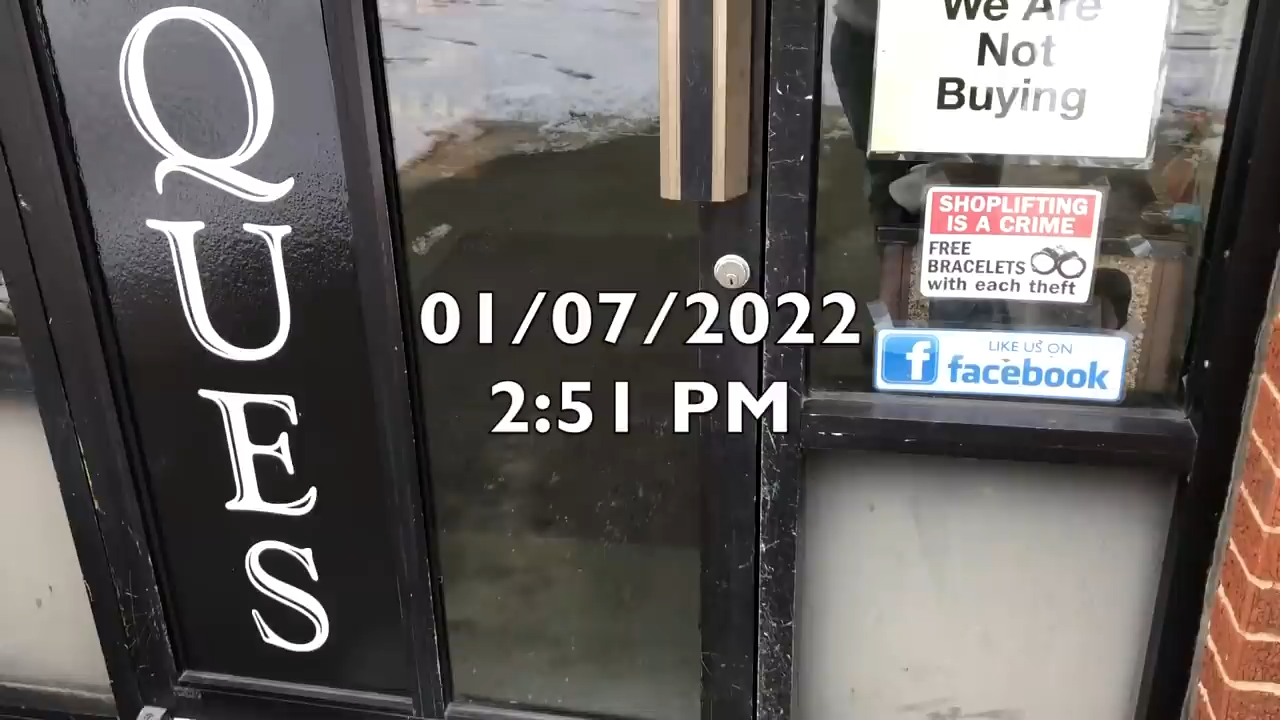 Q
U
E
S
We Are
Not
Buying
SHOPLIFTING
IS A CRIME
FREE
BRACELETS
with each theft
LIKE US ON
f facebook
01/07/2022
2:51 PM